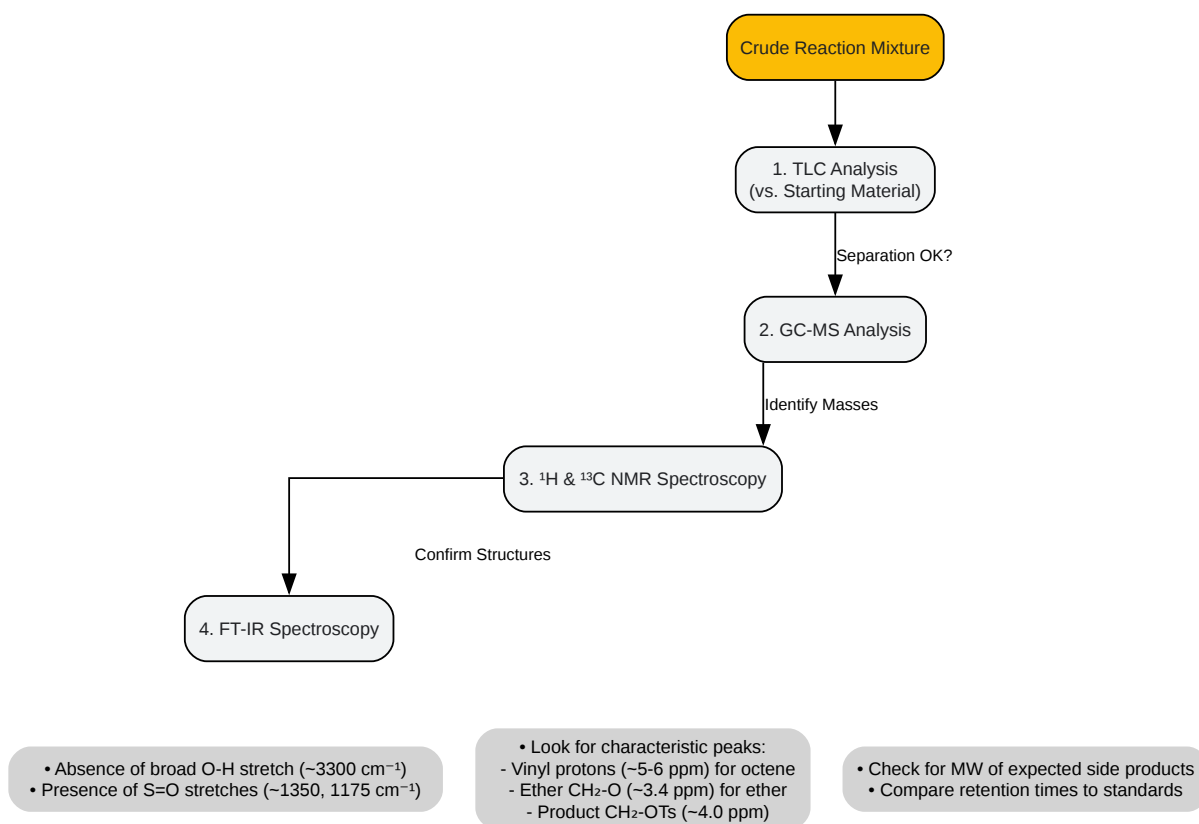 Crude Reaction Mixture
1. TLC Analysis
(vs. Starting Material)
Separation OK?
2. GC-MS Analysis
Identify Masses
3. ¹H & ¹³C NMR Spectroscopy
Confirm Structures
4. FT-IR Spectroscopy
• Absence of broad O-H stretch (~3300 cm⁻¹)
• Presence of S=O stretches (~1350, 1175 cm⁻¹)
• Look for characteristic peaks:
- Vinyl protons (~5-6 ppm) for octene
- Ether CH₂-O (~3.4 ppm) for ether
- Product CH₂-OTs (~4.0 ppm)
• Check for MW of expected side products
• Compare retention times to standards